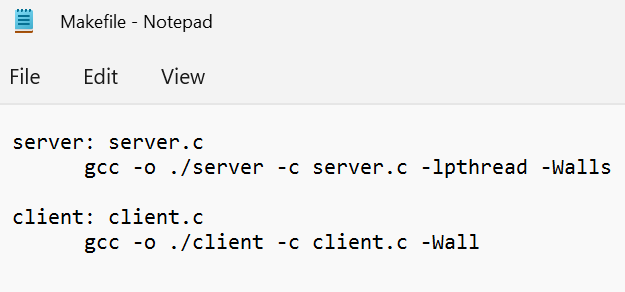 Makefile - Notepad
File Edit View
server: server.c
gcc -o ./server -c server.c -lpthread -Walls
client: client.c
gcc -o ./client -c client.c -Wall